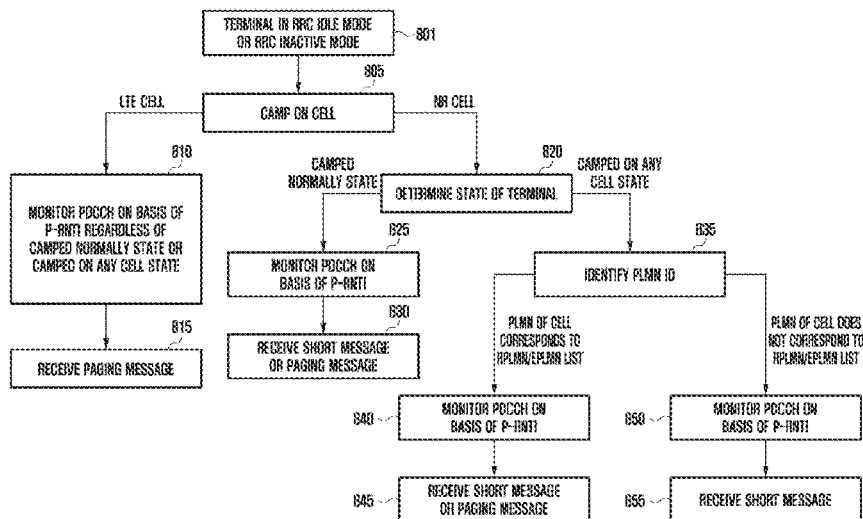 TERMINAL IN RRC IDLE MODE
OR RRC INACTIVE MODE
801
805
LTE CELL
CAMP ON CELL
NR CELL
810
MONITOR PDCCH ON BASIS OF
P-RNTI REGARDLESS OF
CAMPED NORMALLY STATE OR
CAMPED ON ANY CELL STATE
815
RECEIVE PAGING MESSAGE
820
CAMPED
NORMALLY STATE
DETERMINE STATE OF TERMINAL
CAMPED ON ANY
CELL STATE
825
MONITOR PDCCH ON
BASIS OF P-RNTI
830
RECEIVE SHORT MESSAGE
OR PAGING MESSAGE
835
IDENTIFY PLMN ID
PLMN OF CELL
CORRESPONDS TO
RPLMN/EPLMN LIST
PLMN OF CELL DOES
NOT CORRESPOND TO
RPLMN/EPLMN LIST
840
MONITOR PDCCH ON
BASIS OF P-RNTI
850
MONITOR PDCCH ON
BASIS OF P-RNTI
845
RECEIVE SHORT MESSAGE
OR PAGING MESSAGE
855
RECEIVE SHORT MESSAGE